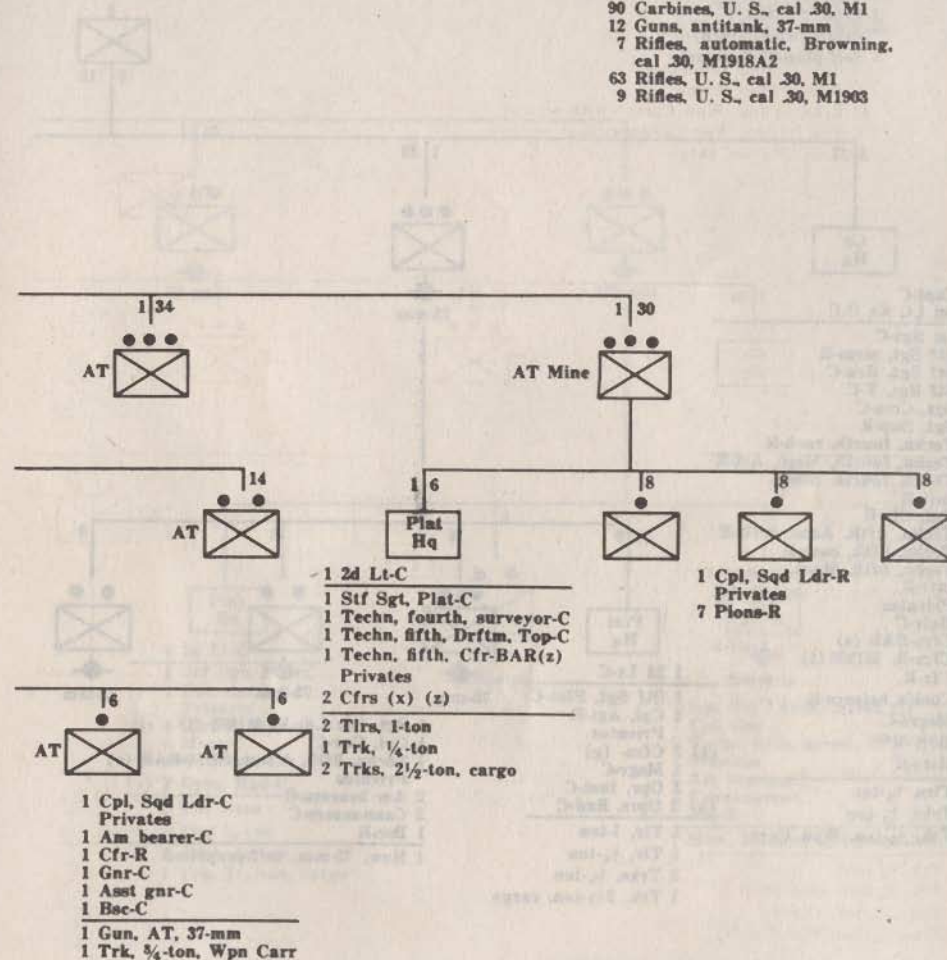 90 Carbines, U. S., cal .30, M1
12 Guns, antitank, 37-mm
7 Rifles, automatic, Browning,
cal .30, M1918A2
63 Rifles, U. S., cal .30, M1
9 Rifles, U. S., cal .30, M1903
1 34
1 30
AT
AT Mine
14
1 6
8
8
8
AT
Plat
Hq
1 2d Lt-C
1 Stf Sgt, Plat-C
1 Techn, fourth, surveyor-C
1 Techn, fifth, Drftm, Top-C
1 Techn, fifth, Cfr-BAR(z)
Privates
2 Cfrs (x) (z)
2 Tlrs, 1-ton
1 Trk, ¼-ton
2 Trks, 2½-ton, cargo
1 Cpl, Sqd Ldr-R
Privates
7 Pions-R
6
6
AT
AT
1 Cpl, Sqd Ldr-C
Privates
1 Am bearer-C
1 Cfr-R
1 Gnr-C
1 Asst gnr-C
1 Bsc-C
1 Gun, AT, 37-mm
1 Trk, ¾-ton, Wpn Carr